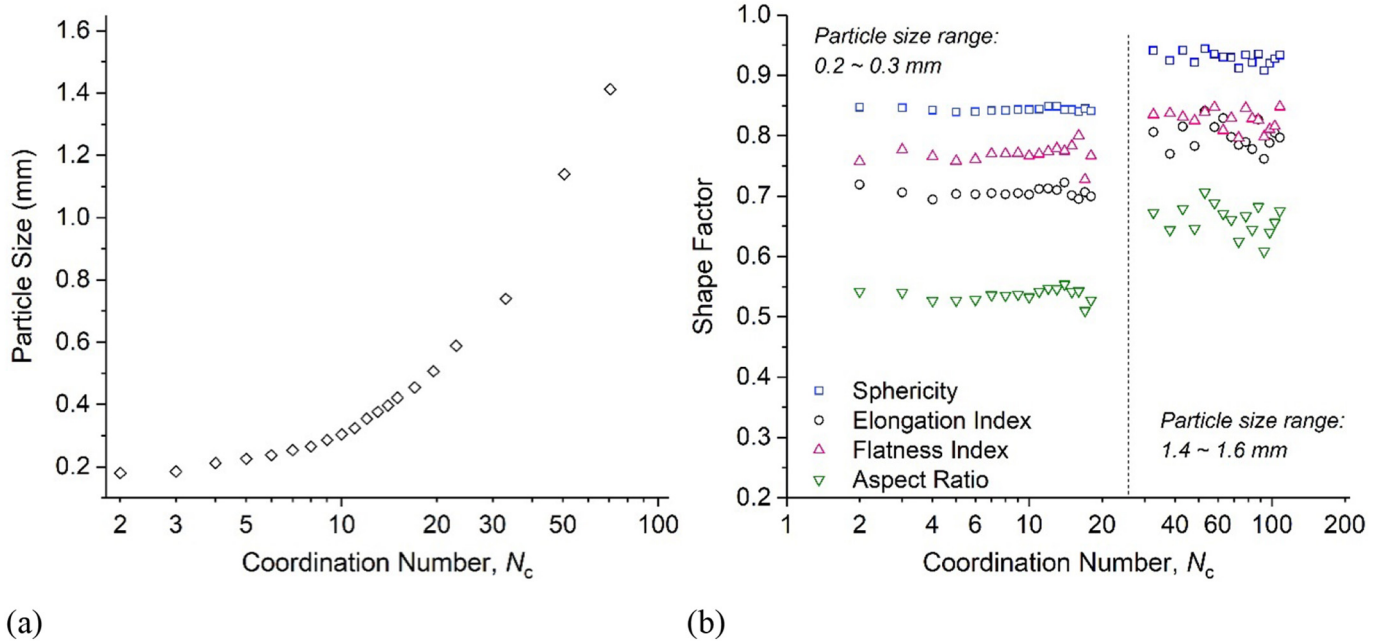 1.6
1.4
1.2
1.0
0.8
0.6
0.4
0.2
Particle Size (mm)
2 3 5 10 20 30 50 100
Coordination Number, Nc
(a)
1.0
0.9
0.8
0.7
0.6
0.5
0.4
0.3
0.2
Shape Factor
Particle size range:
0.2 ~ 0.3 mm
Sphericity
Elongation Index
Flatness Index
Aspect Ratio
Particle size range:
1.4 ~ 1.6 mm
1 2 4 6 10 20 40 60 100 200
Coordination Number, Nc
(b)